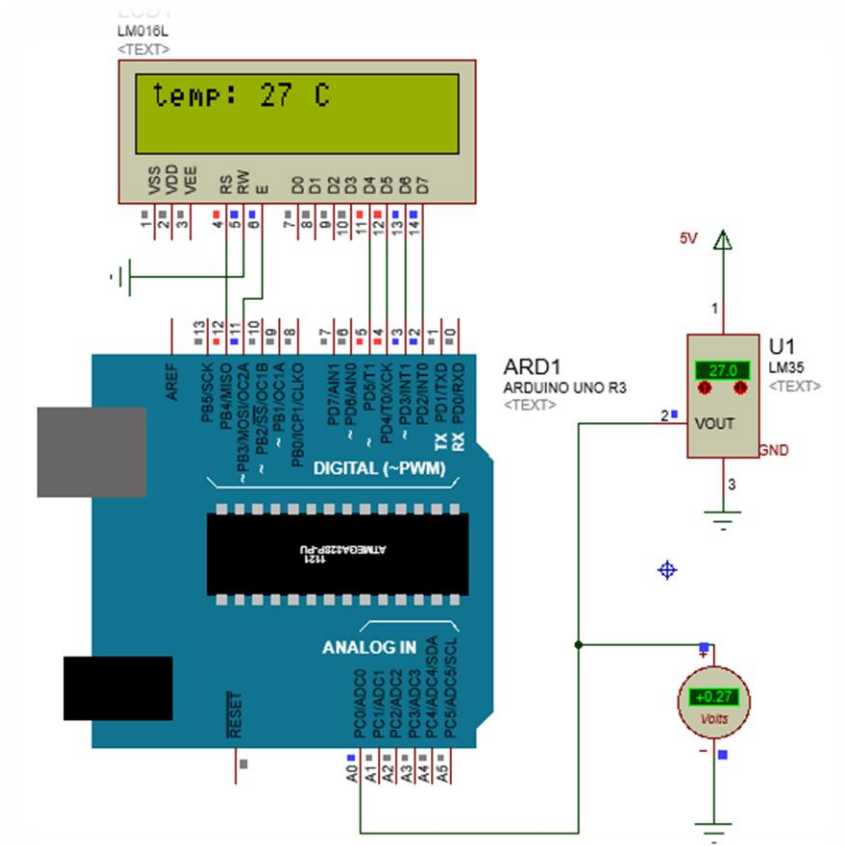 LCD1
LM016L
<TEXT>
temp: 27 C
VSS
VDD
VEE
RS
RW
E
D0
D1
D2
D3
D4
D5
D6
D7
1
2
3
4
5
6
7
8
9
10
11
12
13
14
13
12
11
10
9
8
7
6
5
4
3
2
1
0
AREF
PB5/SCK
PB4/MISO
~PB3/MOSI/OC2A
~ PB2/SS/OC1B
~ PB1/OC1A
PB0/ICP1/CLKO
PD7/AIN1
~ PD6/AIN0
~ PD5/T1
PD4/T0/XCK
~ PD3/INT1
PD2/INT0
TX PD1/TXD
RX PD0/RXD
DIGITAL (~PWM)
ARD1
ARDUINO UNO R3
<TEXT>
1121
ATMEGA328P-PU
ANALOG IN
RESET
PC0/ADC0
PC1/ADC1
PC2/ADC2
PC3/ADC3
PC4/ADC4/SDA
PC5/ADC5/SCL
A0
A1
A2
A3
A4
A5
5V
1
27.0
2
VOUT
GND
3
U1
LM35
<TEXT>
+
+0.27
Volts
-